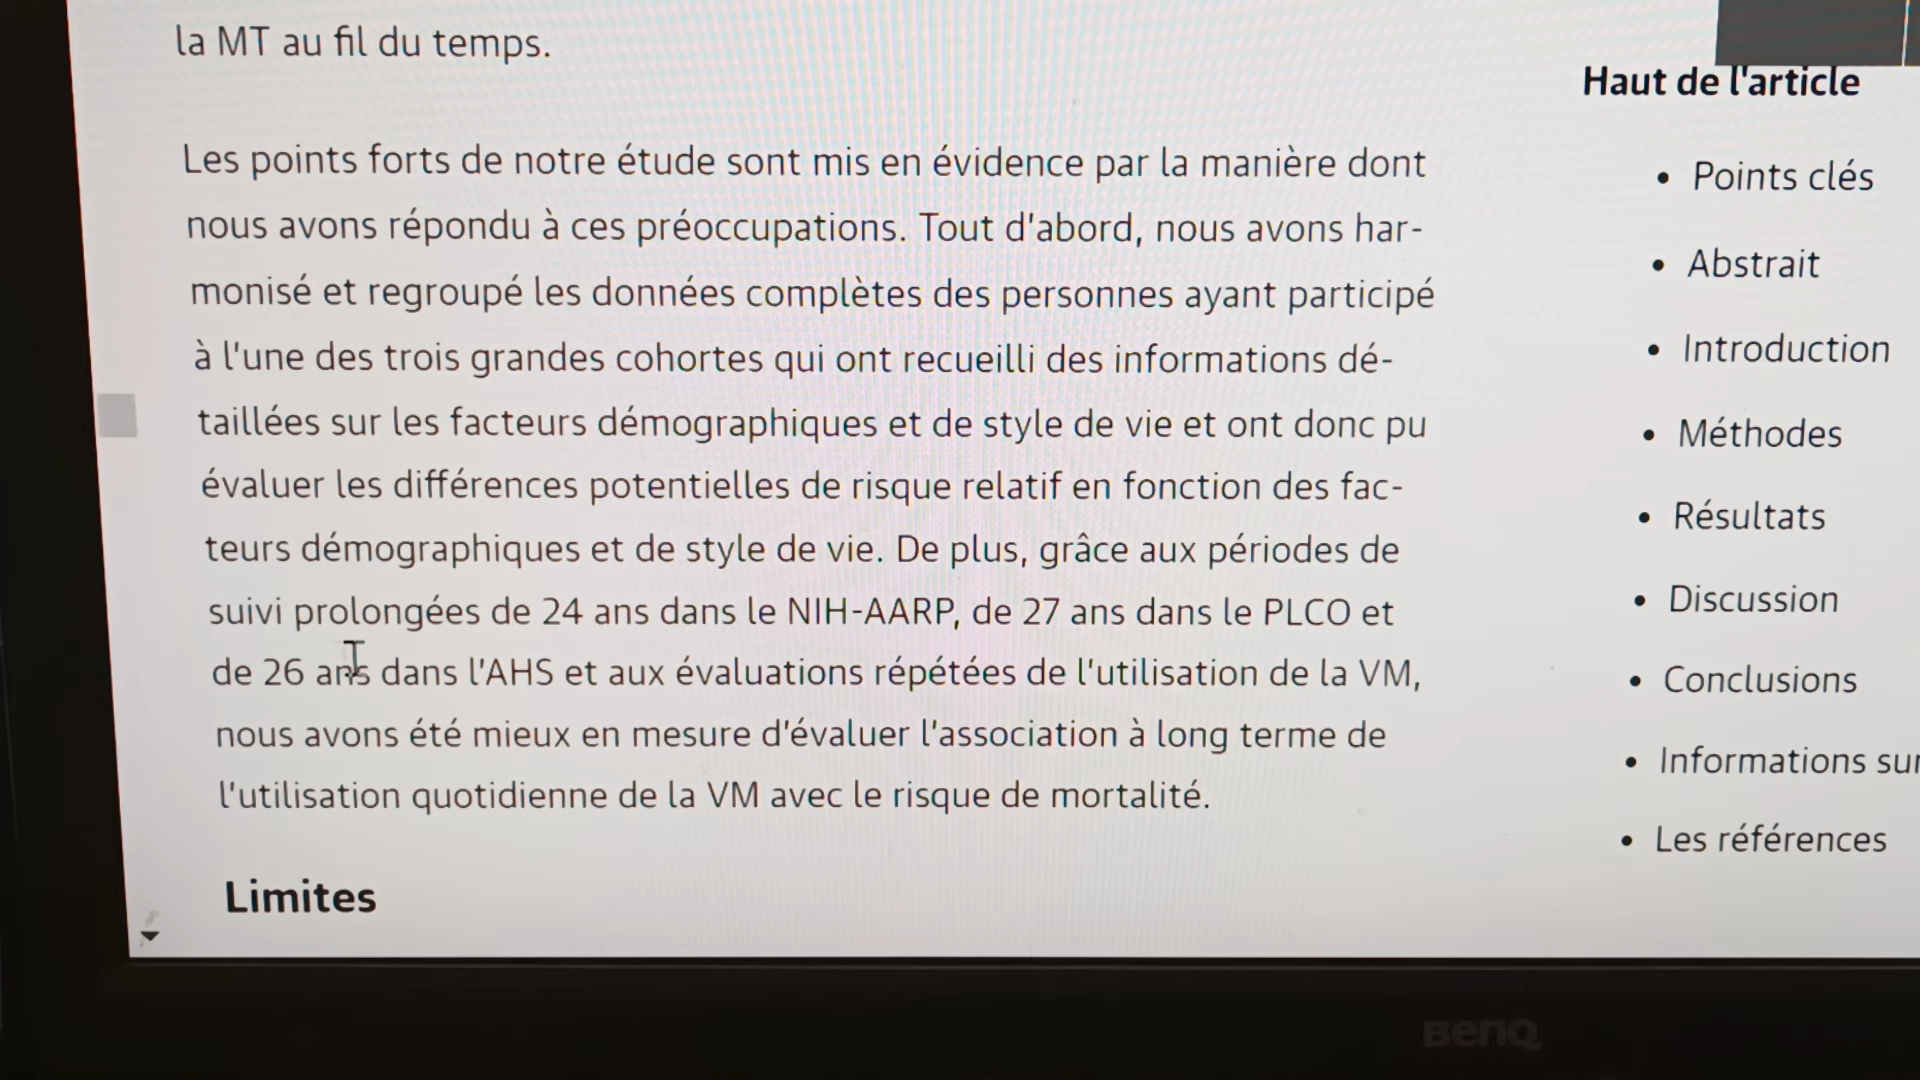 la MT au fil du temps.
Les points forts de notre étude sont mis en évidence par la manière dont
nous avons répondu à ces préoccupations. Tout d'abord, nous avons har-
monisé et regroupé les données complètes des personnes ayant participé
à l'une des trois grandes cohortes qui ont recueilli des informations dé-
taillées sur les facteurs démographiques et de style de vie et ont donc pu
évaluer les différences potentielles de risque relatif en fonction des fac-
teurs démographiques et de style de vie. De plus, grâce aux périodes de
suivi prolongées de 24 ans dans le NIH-AARP, de 27 ans dans le PLCO et
de 26 ans dans l'AHS et aux évaluations répétées de l'utilisation de la VM,
nous avons été mieux en mesure d'évaluer l'association à long terme de
l'utilisation quotidienne de la VM avec le risque de mortalité.
Limites
Haut de l'article
• Points clés
• Abstrait
• Introduction
• Méthodes
• Résultats
• Discussion
• Conclusions
• Informations sur
• Les références
BenQ